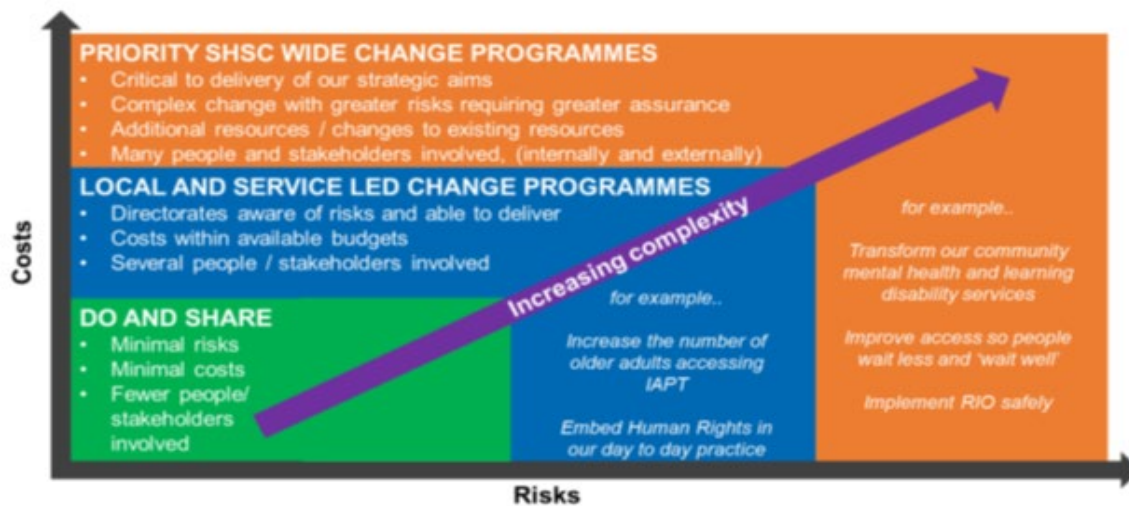 PRIORITY SHSC WIDE CHANGE PROGRAMMES
• Critical to delivery of our strategic aims
• Complex change with greater risks requiring greater assurance
• Additional resources / changes to existing resources
• Many people and stakeholders involved, (internally and externally)
LOCAL AND SERVICE LED CHANGE PROGRAMMES
• Directorates aware of risks and able to deliver
• Costs within available budgets
• Several people / stakeholders involved
DO AND SHARE
• Minimal risks
• Minimal costs
• Fewer people/
stakeholders
involved
Increasing complexity
for example..
Increase the number of
older adults accessing
IAPT
Embed Human Rights in
our day to day practice
for example..
Transform our community
mental health and learning
disability services
Improve access so people
wait less and ‘wait well’
Implement RIO safely
Costs
Risks